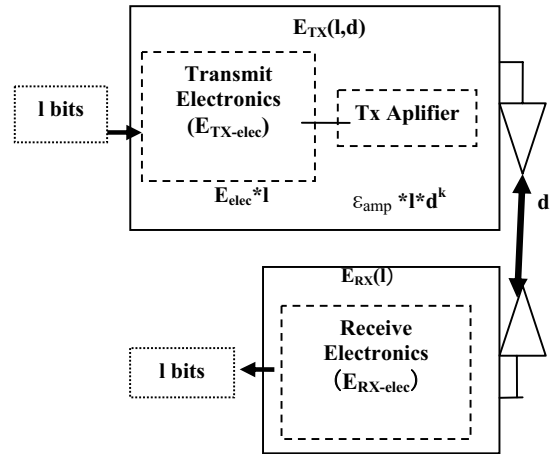 E_TX(l,d)
Transmit
Electronics
(E_TX-elec)
Tx Aplifier
l bits
E_elec*l
ε_amp *l*d^k
d
E_RX(l)
Receive
Electronics
(E_RX-elec)
l bits